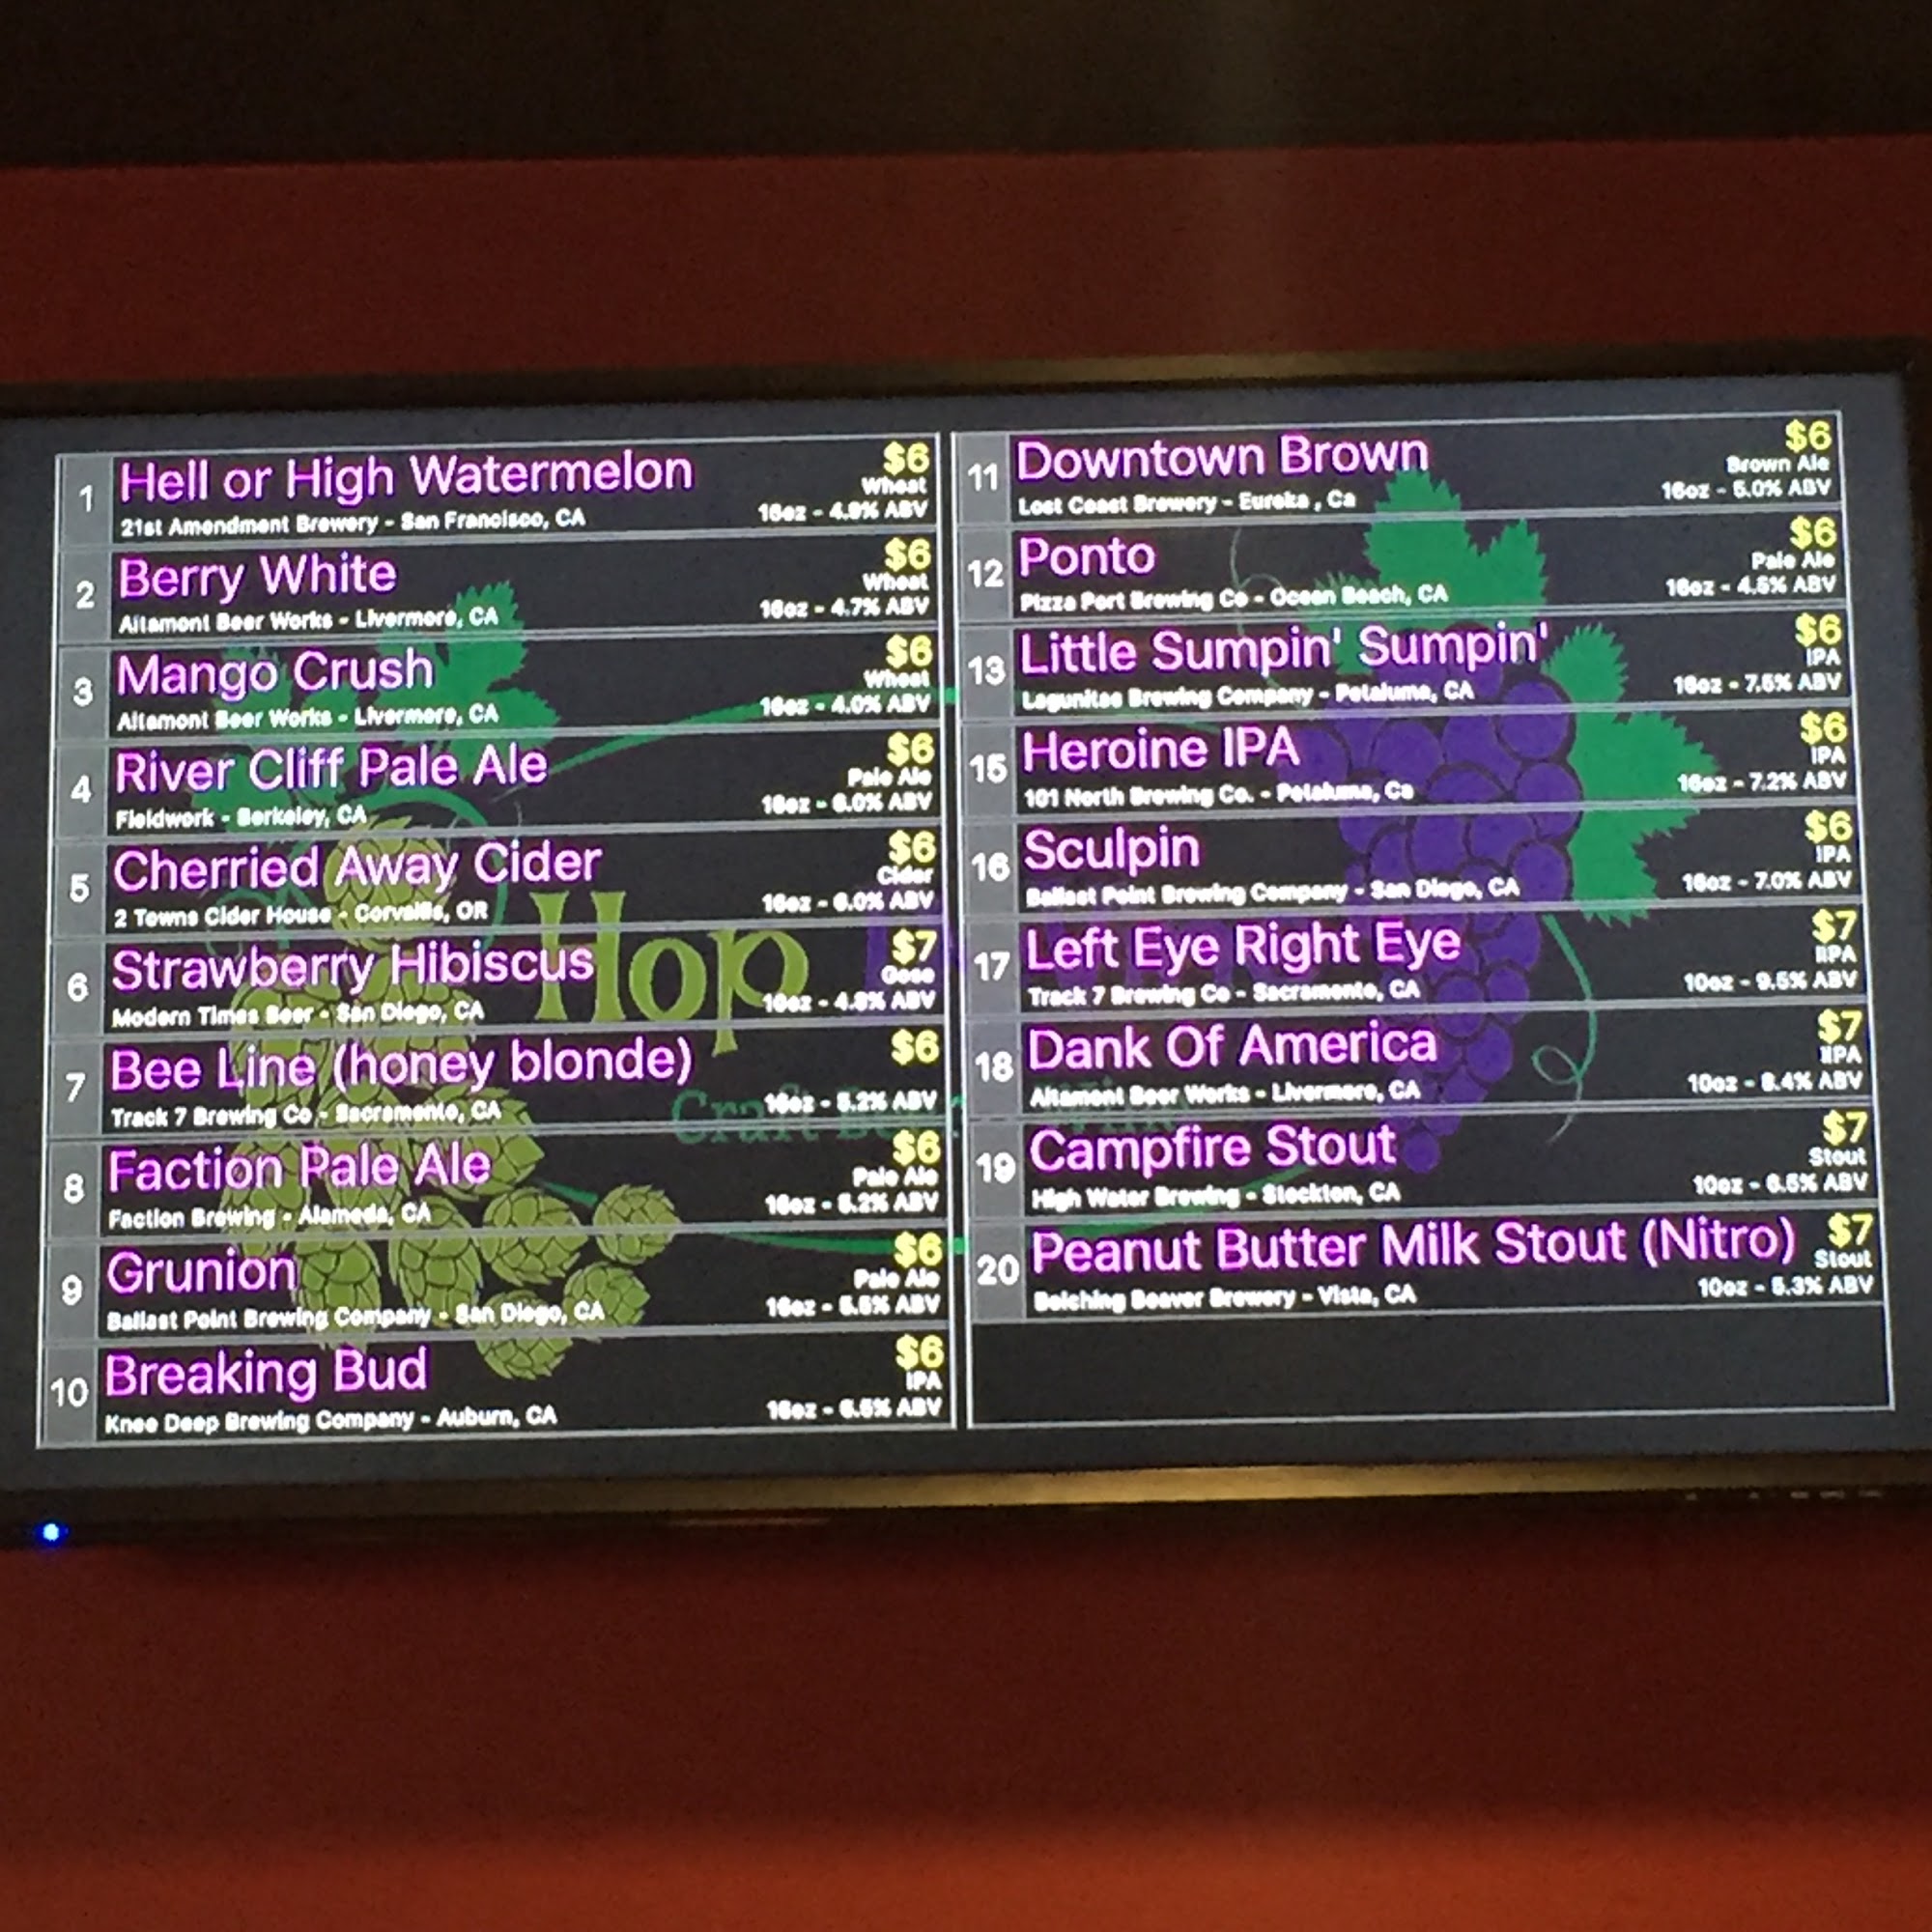 1
Hell or High Watermelon
$6
Wheat
21st Amendment Brewery - San Francisco, CA
16oz - 4.9% ABV
2
Berry White
$6
Wheat
Altamont Beer Works - Livermore, CA
16oz - 4.7% ABV
3
Mango Crush
$6
Wheat
Altamont Beer Works - Livermore, CA
16oz - 4.0% ABV
4
River Cliff Pale Ale
$6
Pale Ale
Fieldwork - Berkeley, CA
16oz - 6.0% ABV
5
Cherried Away Cider
$6
Cider
2 Towns Cider House - Corvallis, OR
16oz - 6.0% ABV
6
Strawberry Hibiscus
$7
Gose
Modern Times Beer - San Diego, CA
16oz - 4.8% ABV
7
Bee Line (honey blonde)
$6
Track 7 Brewing Co - Sacramento, CA
16oz - 5.2% ABV
8
Faction Pale Ale
$6
Pale Ale
Faction Brewing - Alameda, CA
16oz - 5.2% ABV
9
Grunion
$6
Pale Ale
Ballast Point Brewing Company - San Diego, CA
16oz - 5.5% ABV
10
Breaking Bud
$6
IPA
Knee Deep Brewing Company - Auburn, CA
16oz - 6.5% ABV
11
Downtown Brown
$6
Brown Ale
Lost Coast Brewery - Eureka , Ca
16oz - 5.0% ABV
12
Ponto
$6
Pale Ale
Pizza Port Brewing Co - Ocean Beach, CA
16oz - 4.5% ABV
13
Little Sumpin' Sumpin'
$6
IPA
Lagunitas Brewing Company - Petaluma, CA
16oz - 7.5% ABV
15
Heroine IPA
$6
IPA
101 North Brewing Co. - Petaluma, Ca
16oz - 7.2% ABV
16
Sculpin
$6
IPA
Ballast Point Brewing Company - San Diego, CA
16oz - 7.0% ABV
17
Left Eye Right Eye
$7
IIPA
Track 7 Brewing Co - Sacramento, CA
10oz - 9.5% ABV
18
Dank Of America
$7
IIPA
Altamont Beer Works - Livermore, CA
10oz - 8.4% ABV
19
Campfire Stout
$7
Stout
High Water Brewing - Stockton, CA
10oz - 6.5% ABV
20
Peanut Butter Milk Stout (Nitro)
$7
Stout
Belching Beaver Brewery - Vista, CA
10oz - 5.3% ABV
Hop
Craft